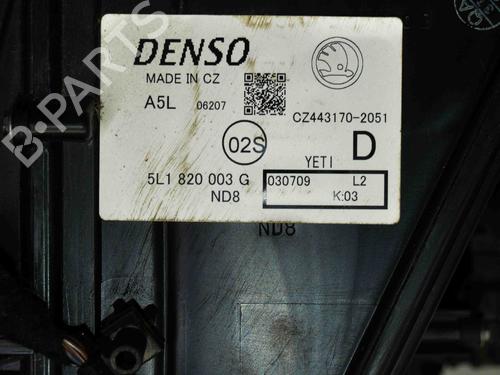 DENSO
MADE IN CZ
A5L 06207
CZ443170-2051
02S
YETI D
5L1 820 003 G
030709 L2
ND8
K:03
ND8
B-PARTS